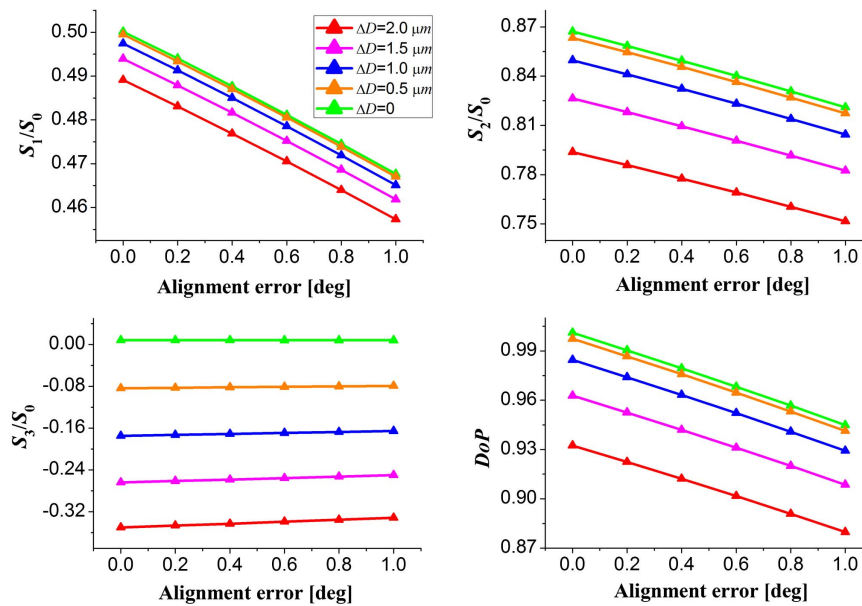 0.50
0.49
0.48
0.47
0.46
S₁/S₀
ΔD=2.0 μm
ΔD=1.5 μm
ΔD=1.0 μm
ΔD=0.5 μm
ΔD=0
0.0 0.2 0.4 0.6 0.8 1.0
Alignment error [deg]
0.87
0.84
0.81
0.78
0.75
S₂/S₀
0.0 0.2 0.4 0.6 0.8 1.0
Alignment error [deg]
0.00
-0.08
-0.16
-0.24
-0.32
S₃/S₀
0.0 0.2 0.4 0.6 0.8 1.0
Alignment error [deg]
0.99
0.96
0.93
0.90
0.87
DoP
0.0 0.2 0.4 0.6 0.8 1.0
Alignment error [deg]